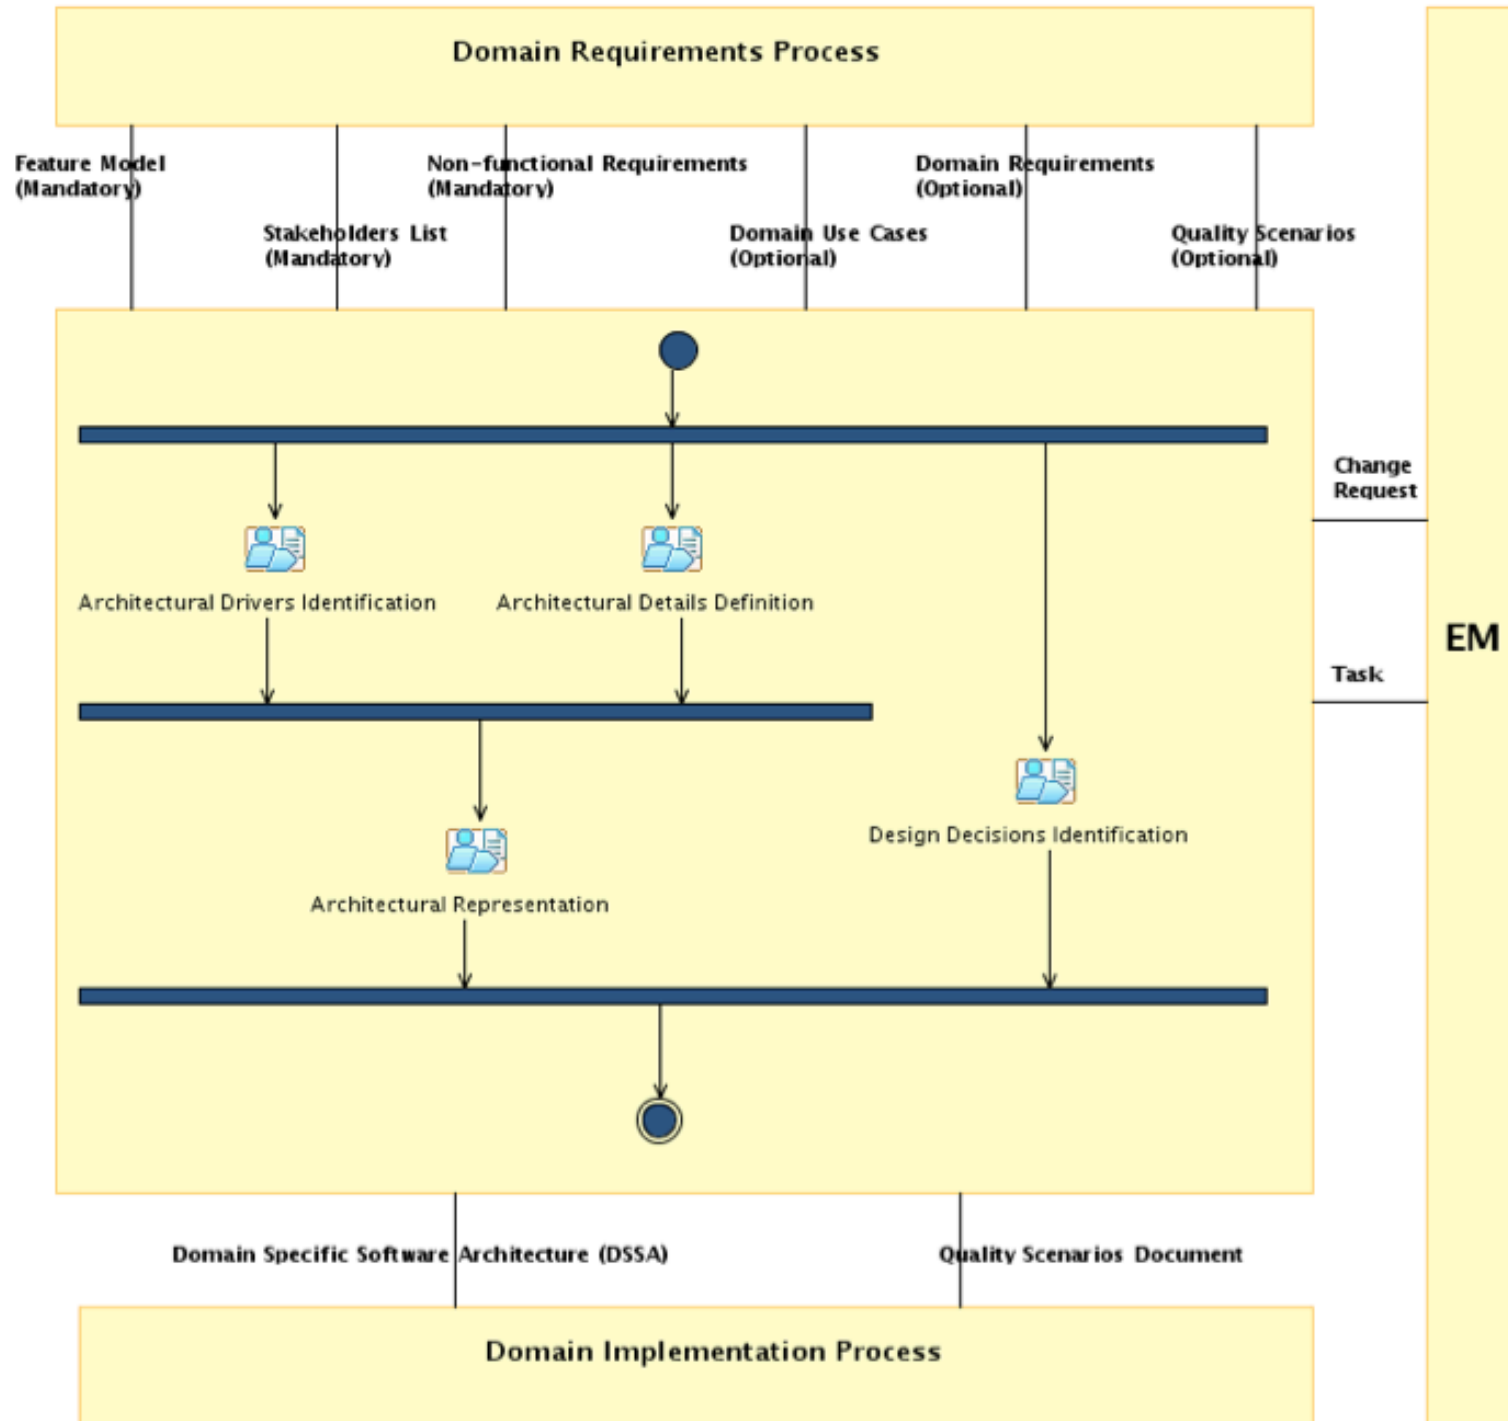 Domain Requirements Process
Feature Model
(Mandatory)
Non-functional Requirements
(Mandatory)
Domain Requirements
(Optional)
Stakeholders List
(Mandatory)
Domain Use Cases
(Optional)
Quality Scenarios
(Optional)
Change
Request
Architectural Drivers Identification
Architectural Details Definition
EM
Task
Design Decisions Identification
Architectural Representation
Domain Specific Software Architecture (DSSA)
Quality Scenarios Document
Domain Implementation Process